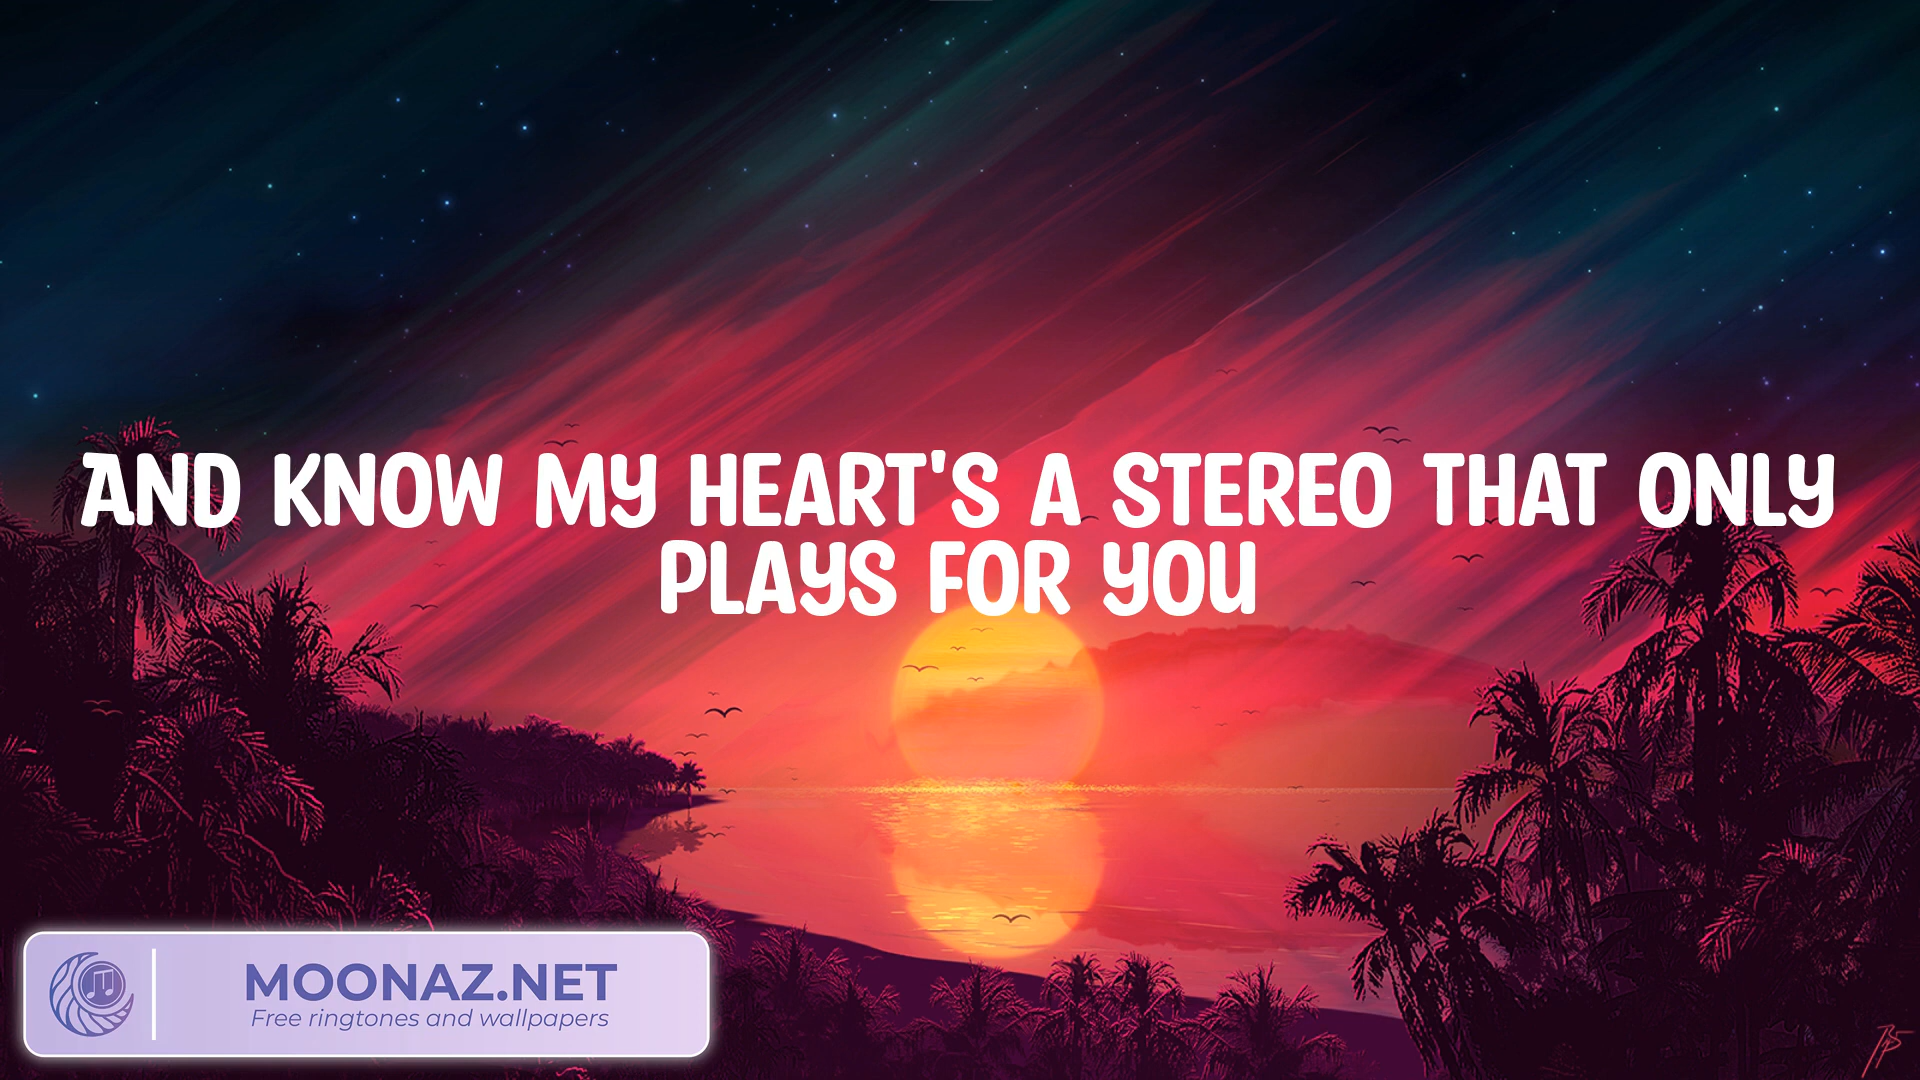 AND KNOW MY HEART'S A STEREO THAT ONLY
PLAYS FOR YOU
MOONAZ.NET
Free ringtones and wallpapers